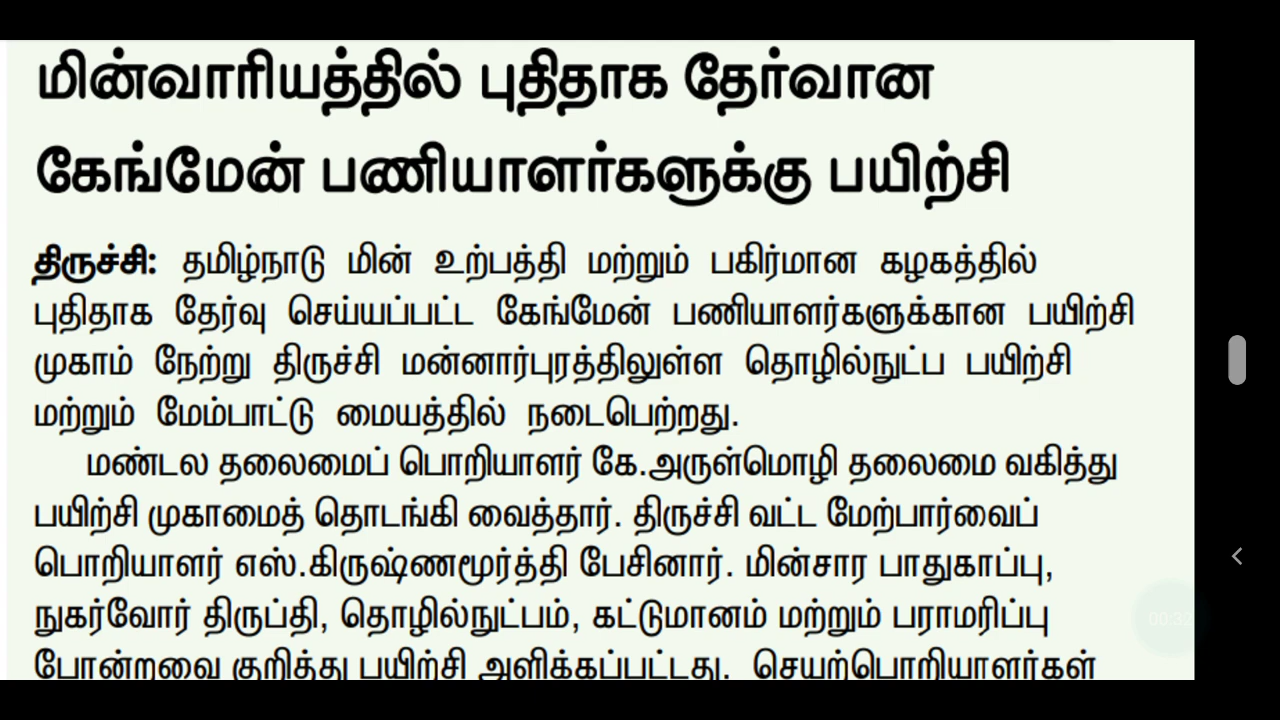 மின்வாரியத்தில் புதிதாக தேர்வான
கேங்மேன் பணியாளர்களுக்கு பயிற்சி
திருச்சி: தமிழ்நாடு மின் உற்பத்தி மற்றும் பகிர்மான கழகத்தில்
புதிதாக தேர்வு செய்யப்பட்ட கேங்மேன் பணியாளர்களுக்கான பயிற்சி
முகாம் நேற்று திருச்சி மன்னார்புரத்திலுள்ள தொழில்நுட்ப பயிற்சி
மற்றும் மேம்பாட்டு மையத்தில் நடைபெற்றது.
மண்டல தலைமைப் பொறியாளர் கே.அருள்மொழி தலைமை வகித்து
பயிற்சி முகாமைத் தொடங்கி வைத்தார். திருச்சி வட்ட மேற்பார்வைப்
பொறியாளர் எஸ்.கிருஷ்ணமூர்த்தி பேசினார். மின்சார பாதுகாப்பு,
நுகர்வோர் திருப்தி, தொழில்நுட்பம், கட்டுமானம் மற்றும் பராமரிப்பு
00:32
போன்றவை குறித்து பயிற்சி அளிக்கப்பட்டது. செயற்பொறியாளர்கள்